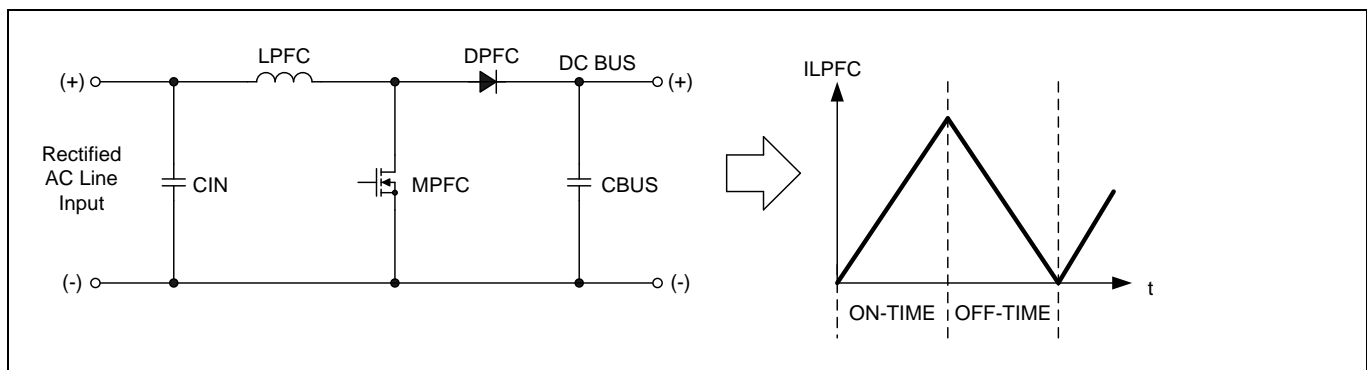 LPFC
DPFC
DC BUS
(+)
(+)
Rectified
AC Line
Input
CIN
MPFC
CBUS
(-)
(-)
ILPFC
t
ON-TIME
OFF-TIME